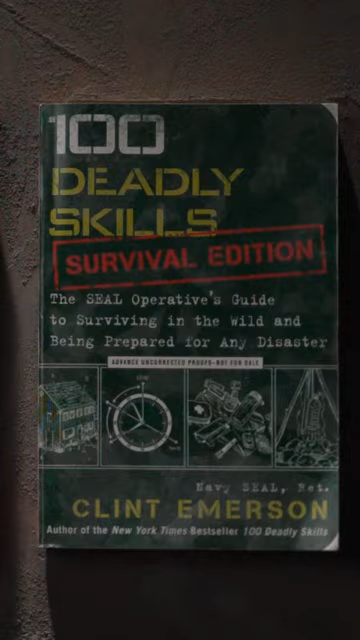 100
DEADLY
SKILLS
SURVIVAL EDITION
The SEAL Operative's Guide
to Surviving in the Wild and
Being Prepared for Any Disaster
ADVANCE UNCORRECTED PROOFS–NOT FOR SALE
Navy SEAL, Ret.
CLINT EMERSON
Author of the New York Times Bestseller 100 Deadly Skills